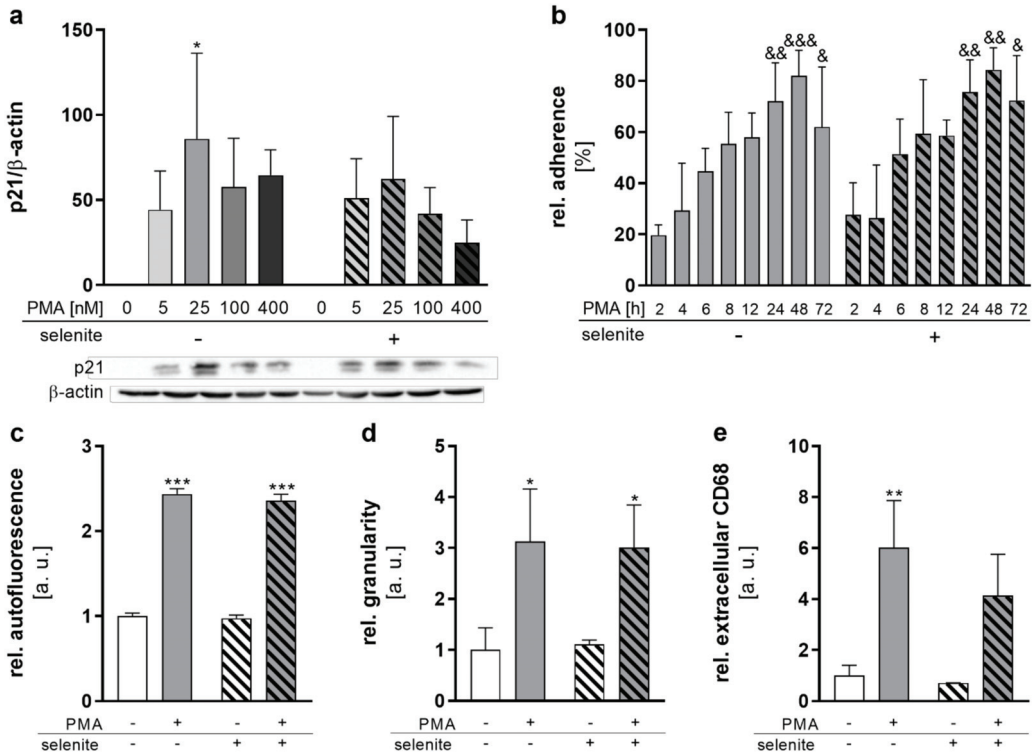 a
p21/β-actin
150
*
100
50
0
PMA [nM] 0 5 25 100 400 0 5 25 100 400
selenite - +
p21
β-actin
b
rel. adherence
[%]
100
&& &&& & && && &
80
60
40
20
0
PMA [h] 2 4 6 8 12 24 48 72 2 4 6 8 12 24 48 72
selenite - +
c
rel. autofluorescence
[a. u.]
3
*** ***
2
1
0
PMA - + - +
selenite - - + +
d
rel. granularity
[a. u.]
5
* *
4
3
2
1
0
PMA - + - +
selenite - - + +
e
rel. extracellular CD68
[a. u.]
10
**
8
6
4
2
0
PMA - + - +
selenite - - + +